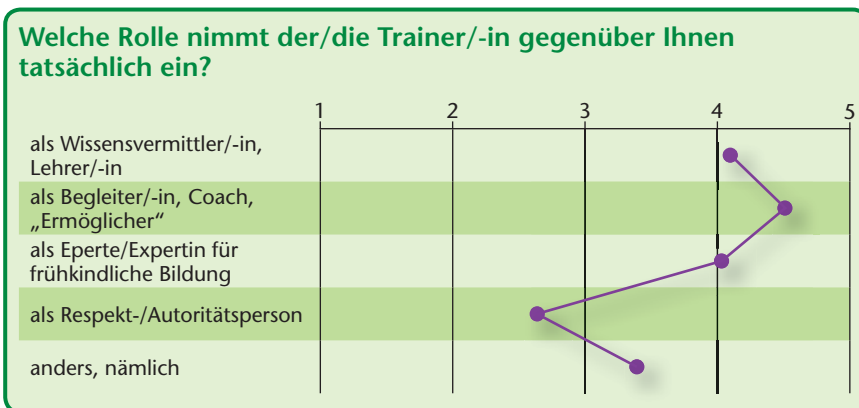 Welche Rolle nimmt der/die Trainer/-in gegenüber Ihnen
tatsächlich ein?
1 2 3 4 5
als Wissensvermittler/-in,
Lehrer/-in
als Begleiter/-in, Coach,
„Ermöglicher“
als Eperte/Expertin für
frühkindliche Bildung
als Respekt-/Autoritätsperson
anders, nämlich